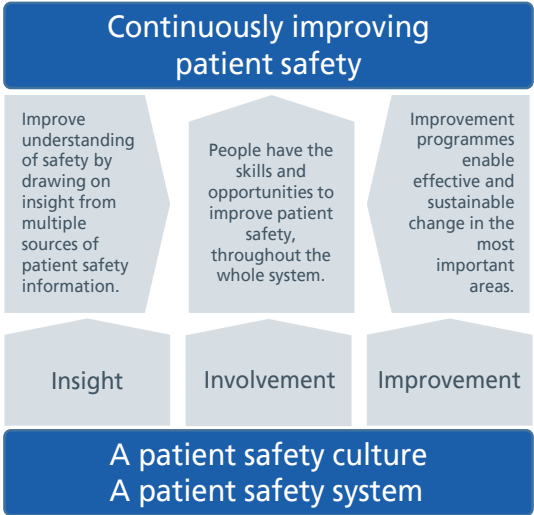 Continuously improving
patient safety
Improve
understanding
of safety by
drawing on
insight from
multiple
sources of
patient safety
information.
People have the
skills and
opportunities to
improve patient
safety,
throughout the
whole system.
Improvement
programmes
enable
effective and
sustainable
change in the
most
important
areas.
Insight
Involvement
Improvement
A patient safety culture
A patient safety system